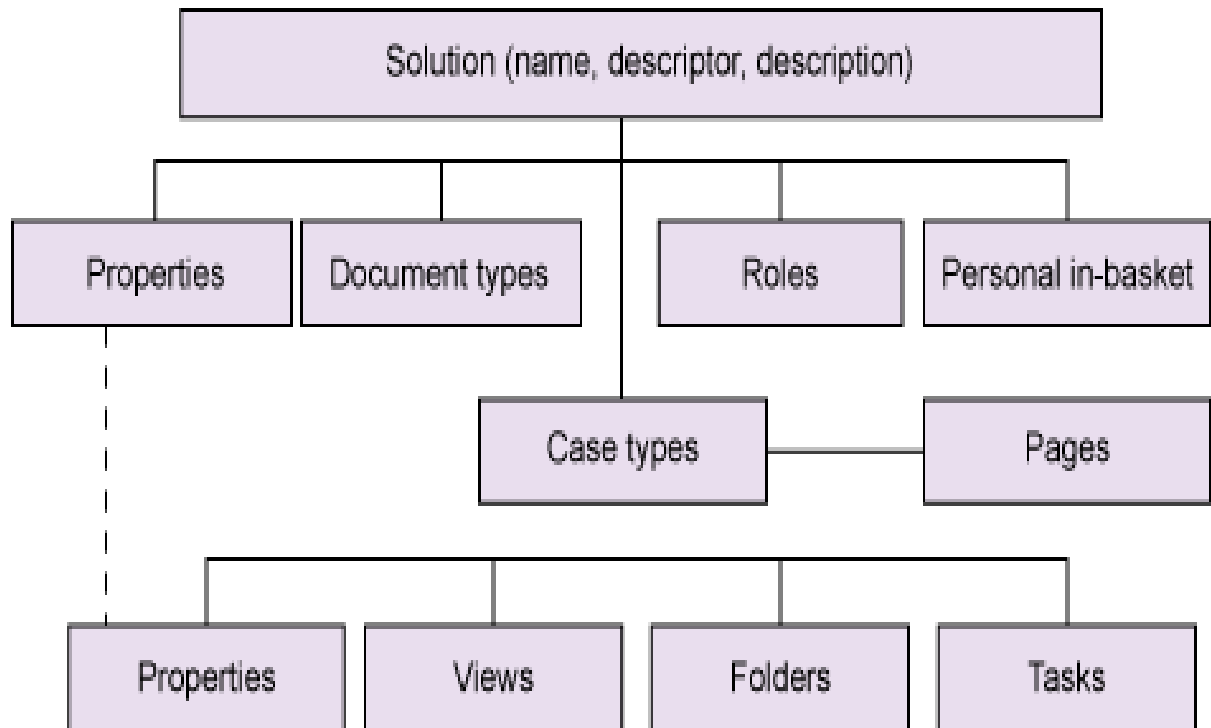 Solution (name, descriptor, description)
Properties
Document types
Roles
Personal in-basket
Case types
Pages
Properties
Views
Folders
Tasks